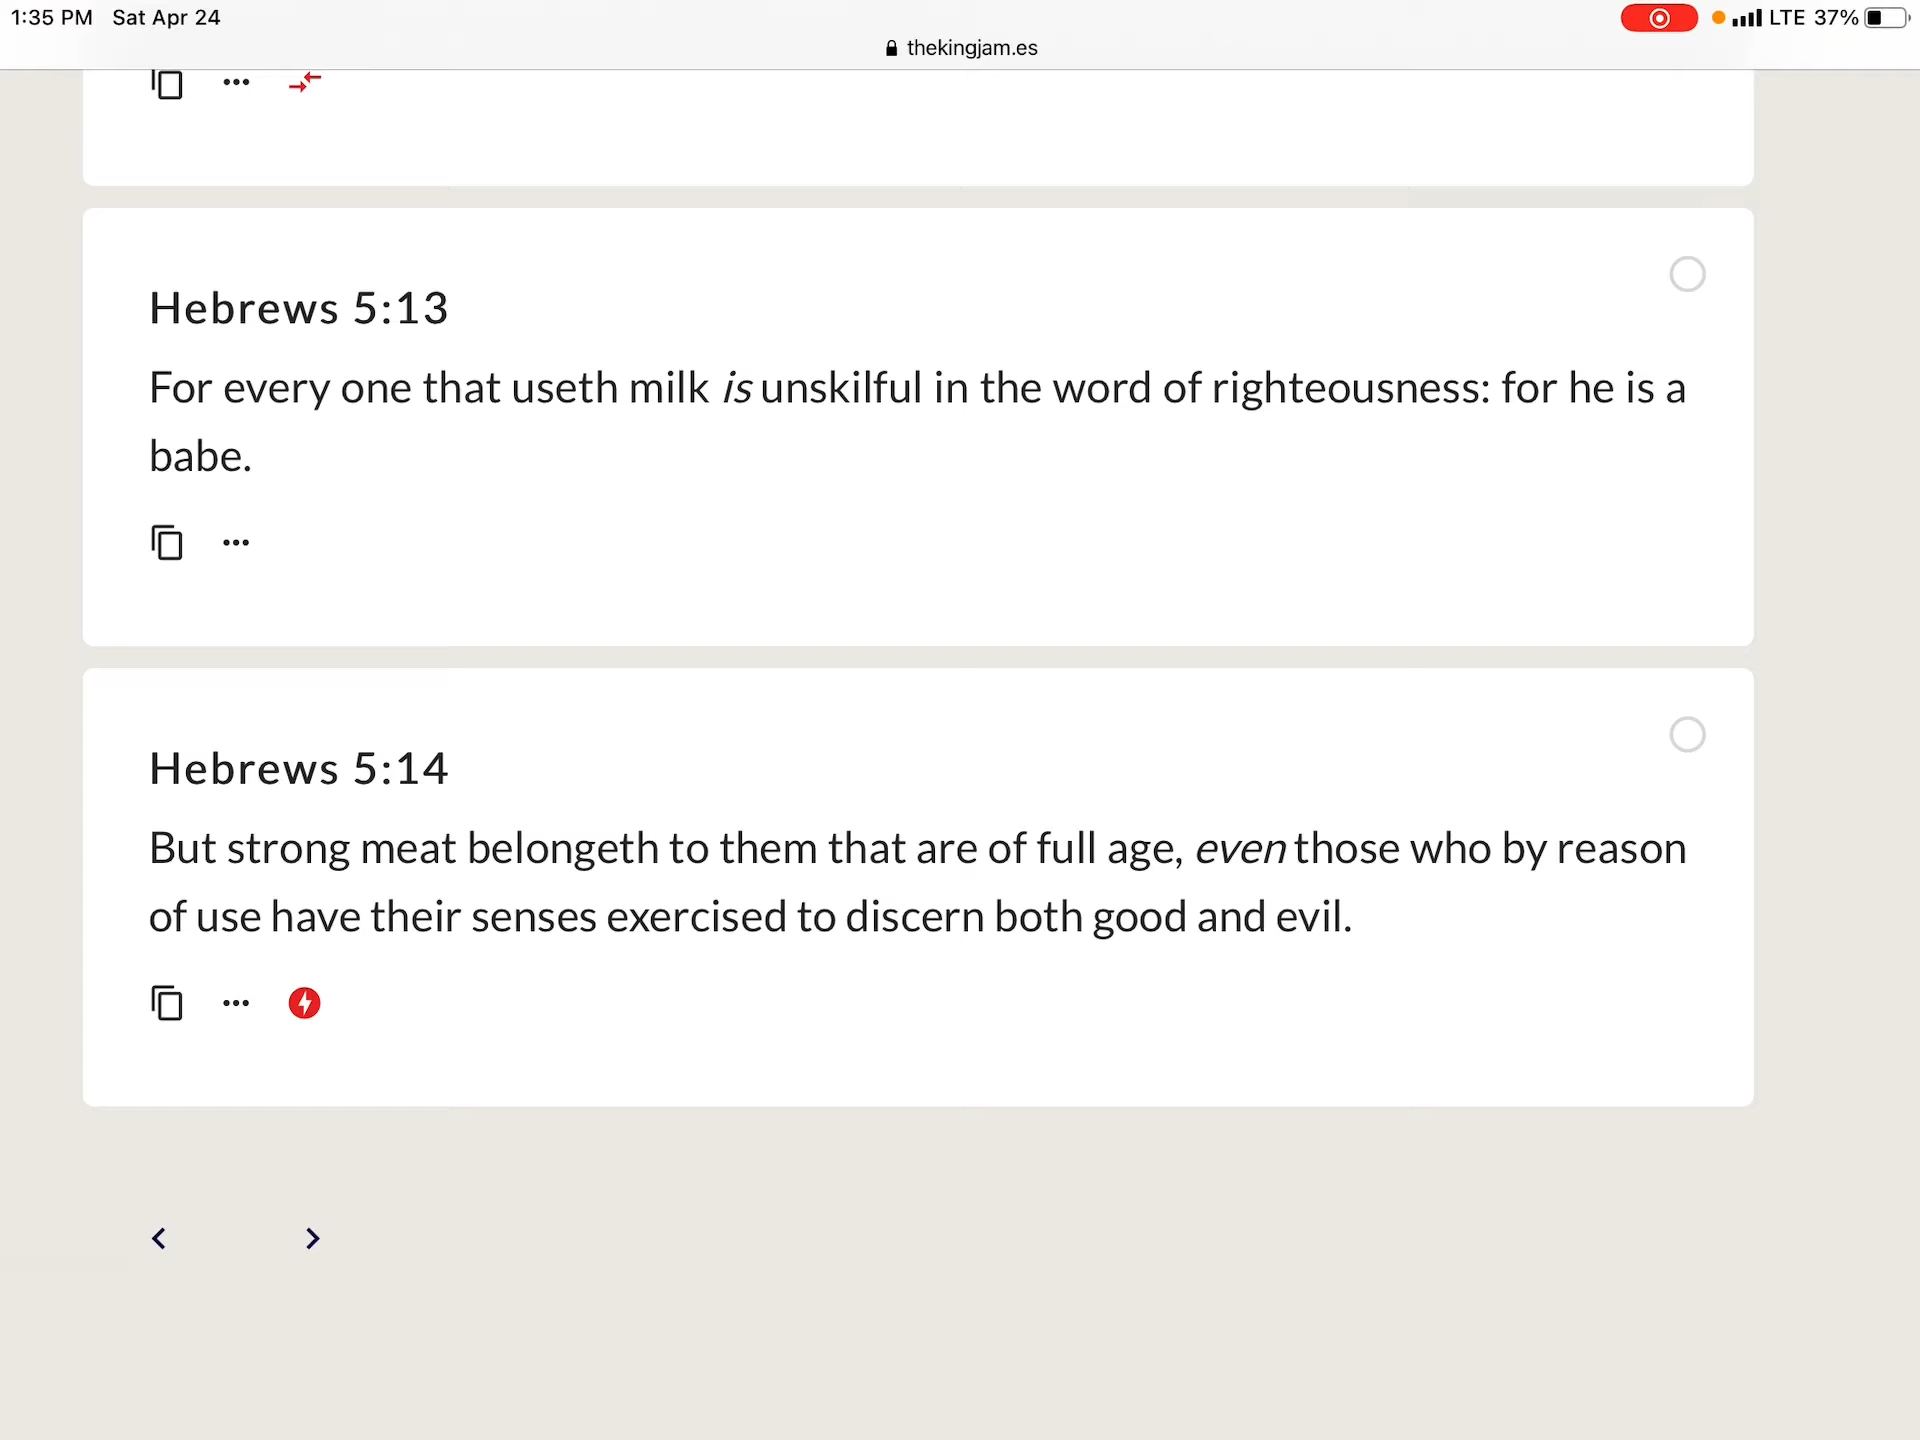 1:35 PM Sat Apr 24
LTE 37%
thekingjam.es
Hebrews 5:13
For every one that useth milk is unskilful in the word of righteousness: for he is a
babe.
Hebrews 5:14
But strong meat belongeth to them that are of full age, even those who by reason
of use have their senses exercised to discern both good and evil.